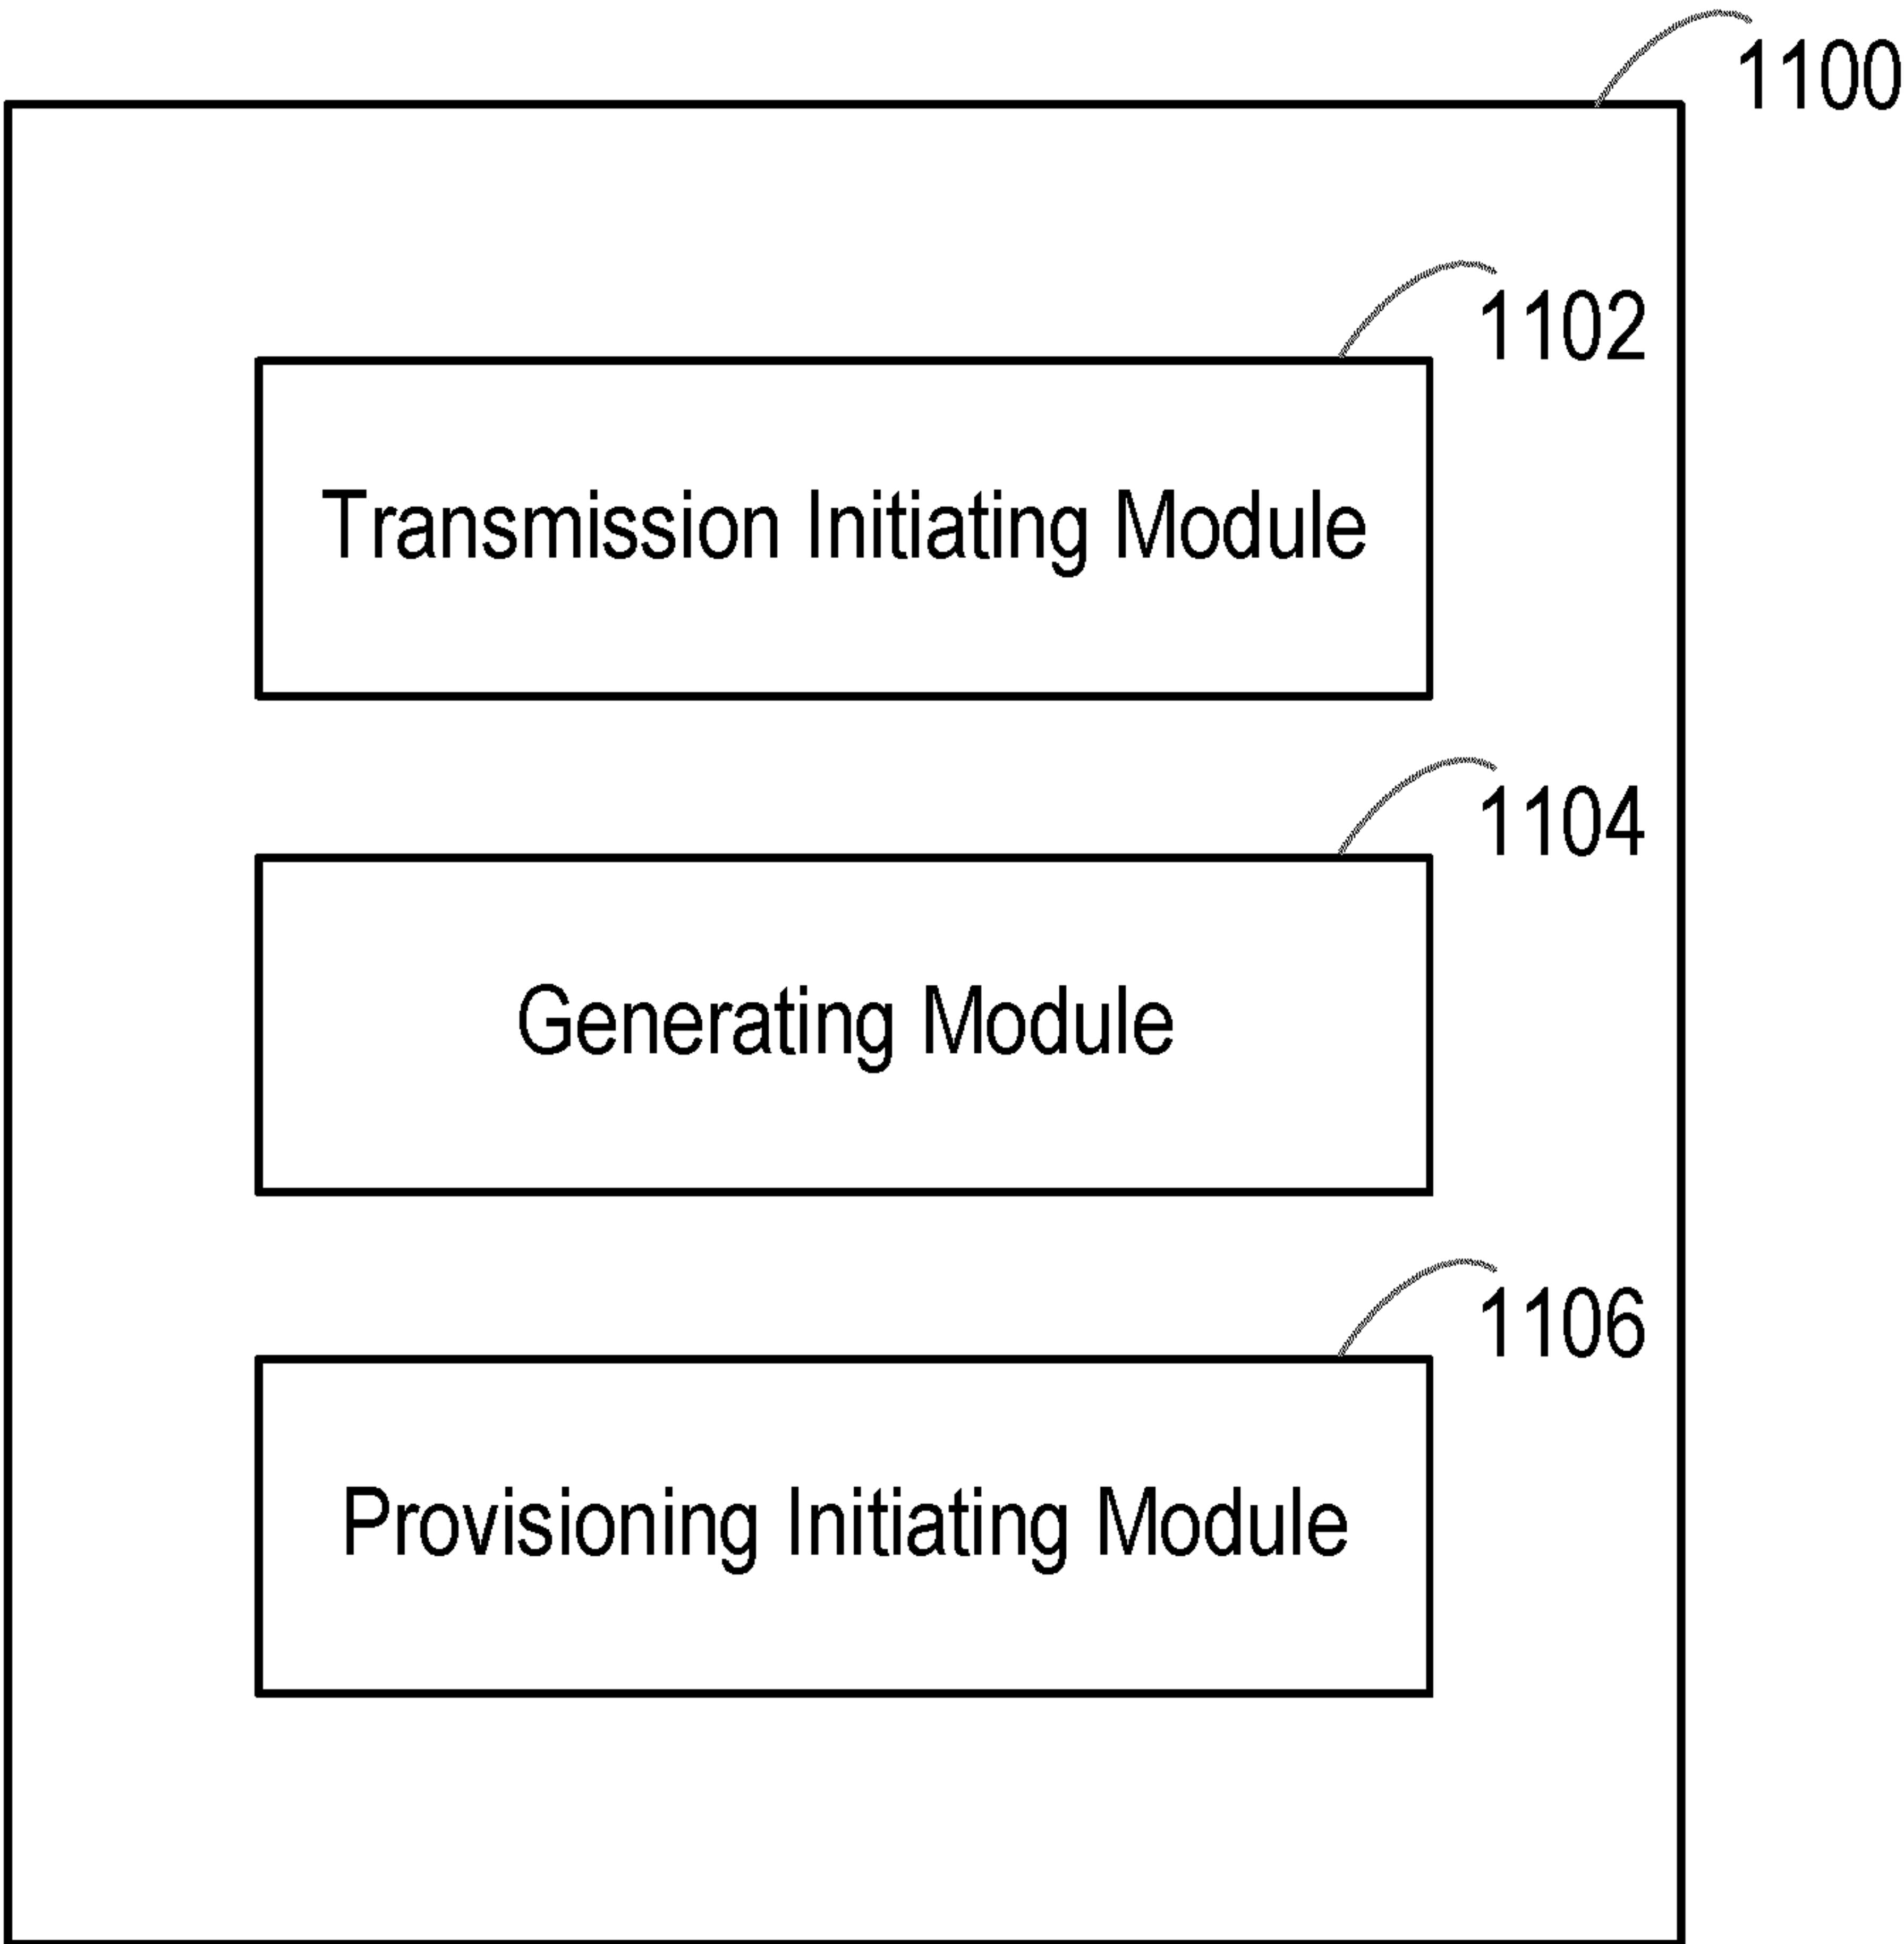 1100
1102
Transmission Initiating Module
1104
Generating Module
1106
Provisioning Initiating Module